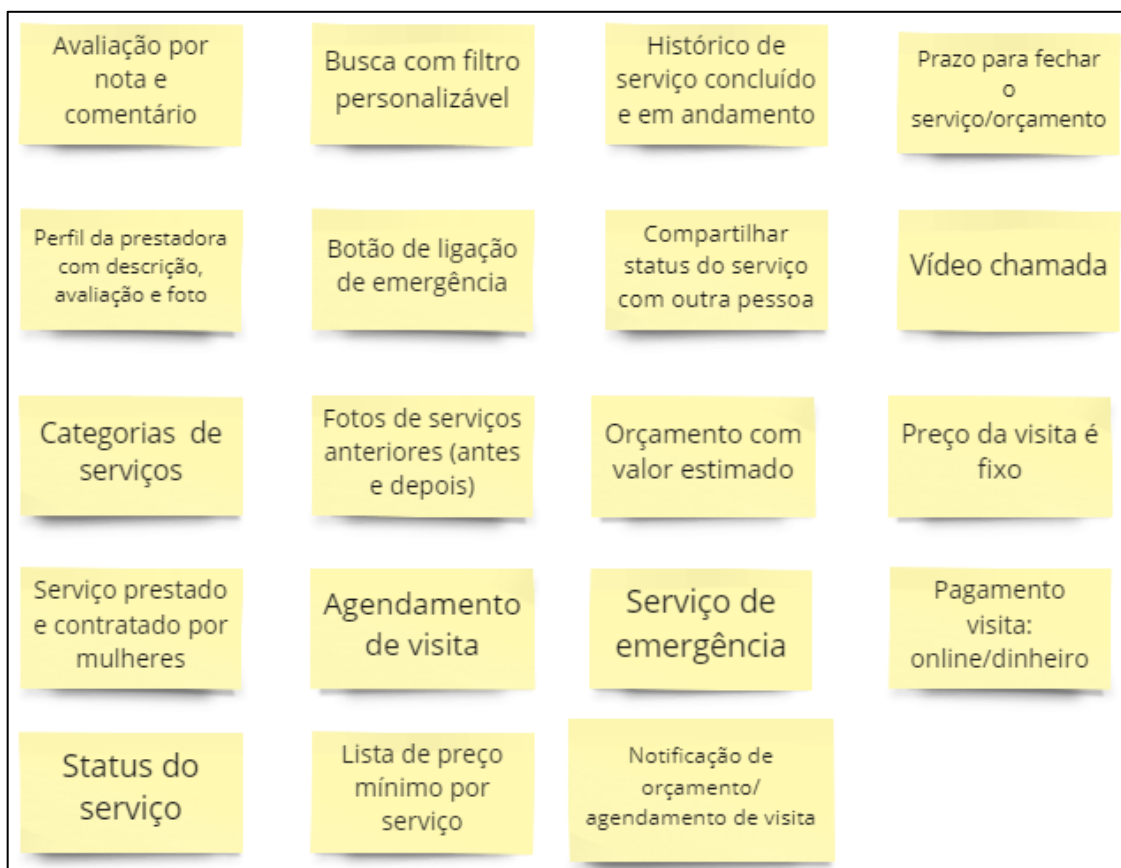 Avaliação por
nota e
comentário
Busca com filtro
personalizável
Histórico de
serviço concluído
e em andamento
Prazo para fechar
o
serviço/orçamento
Perfil da prestadora
com descrição,
avaliação e foto
Botão de ligação
de emergência
Compartilhar
status do serviço
com outra pessoa
Vídeo chamada
Categorias de
serviços
Fotos de serviços
anteriores (antes
e depois)
Orçamento com
valor estimado
Preço da visita é
fixo
Serviço prestado
e contratado por
mulheres
Agendamento
de visita
Serviço de
emergência
Pagamento
visita:
online/dinheiro
Status do
serviço
Lista de preço
mínimo por
serviço
Notificação de
orçamento/
agendamento de visita